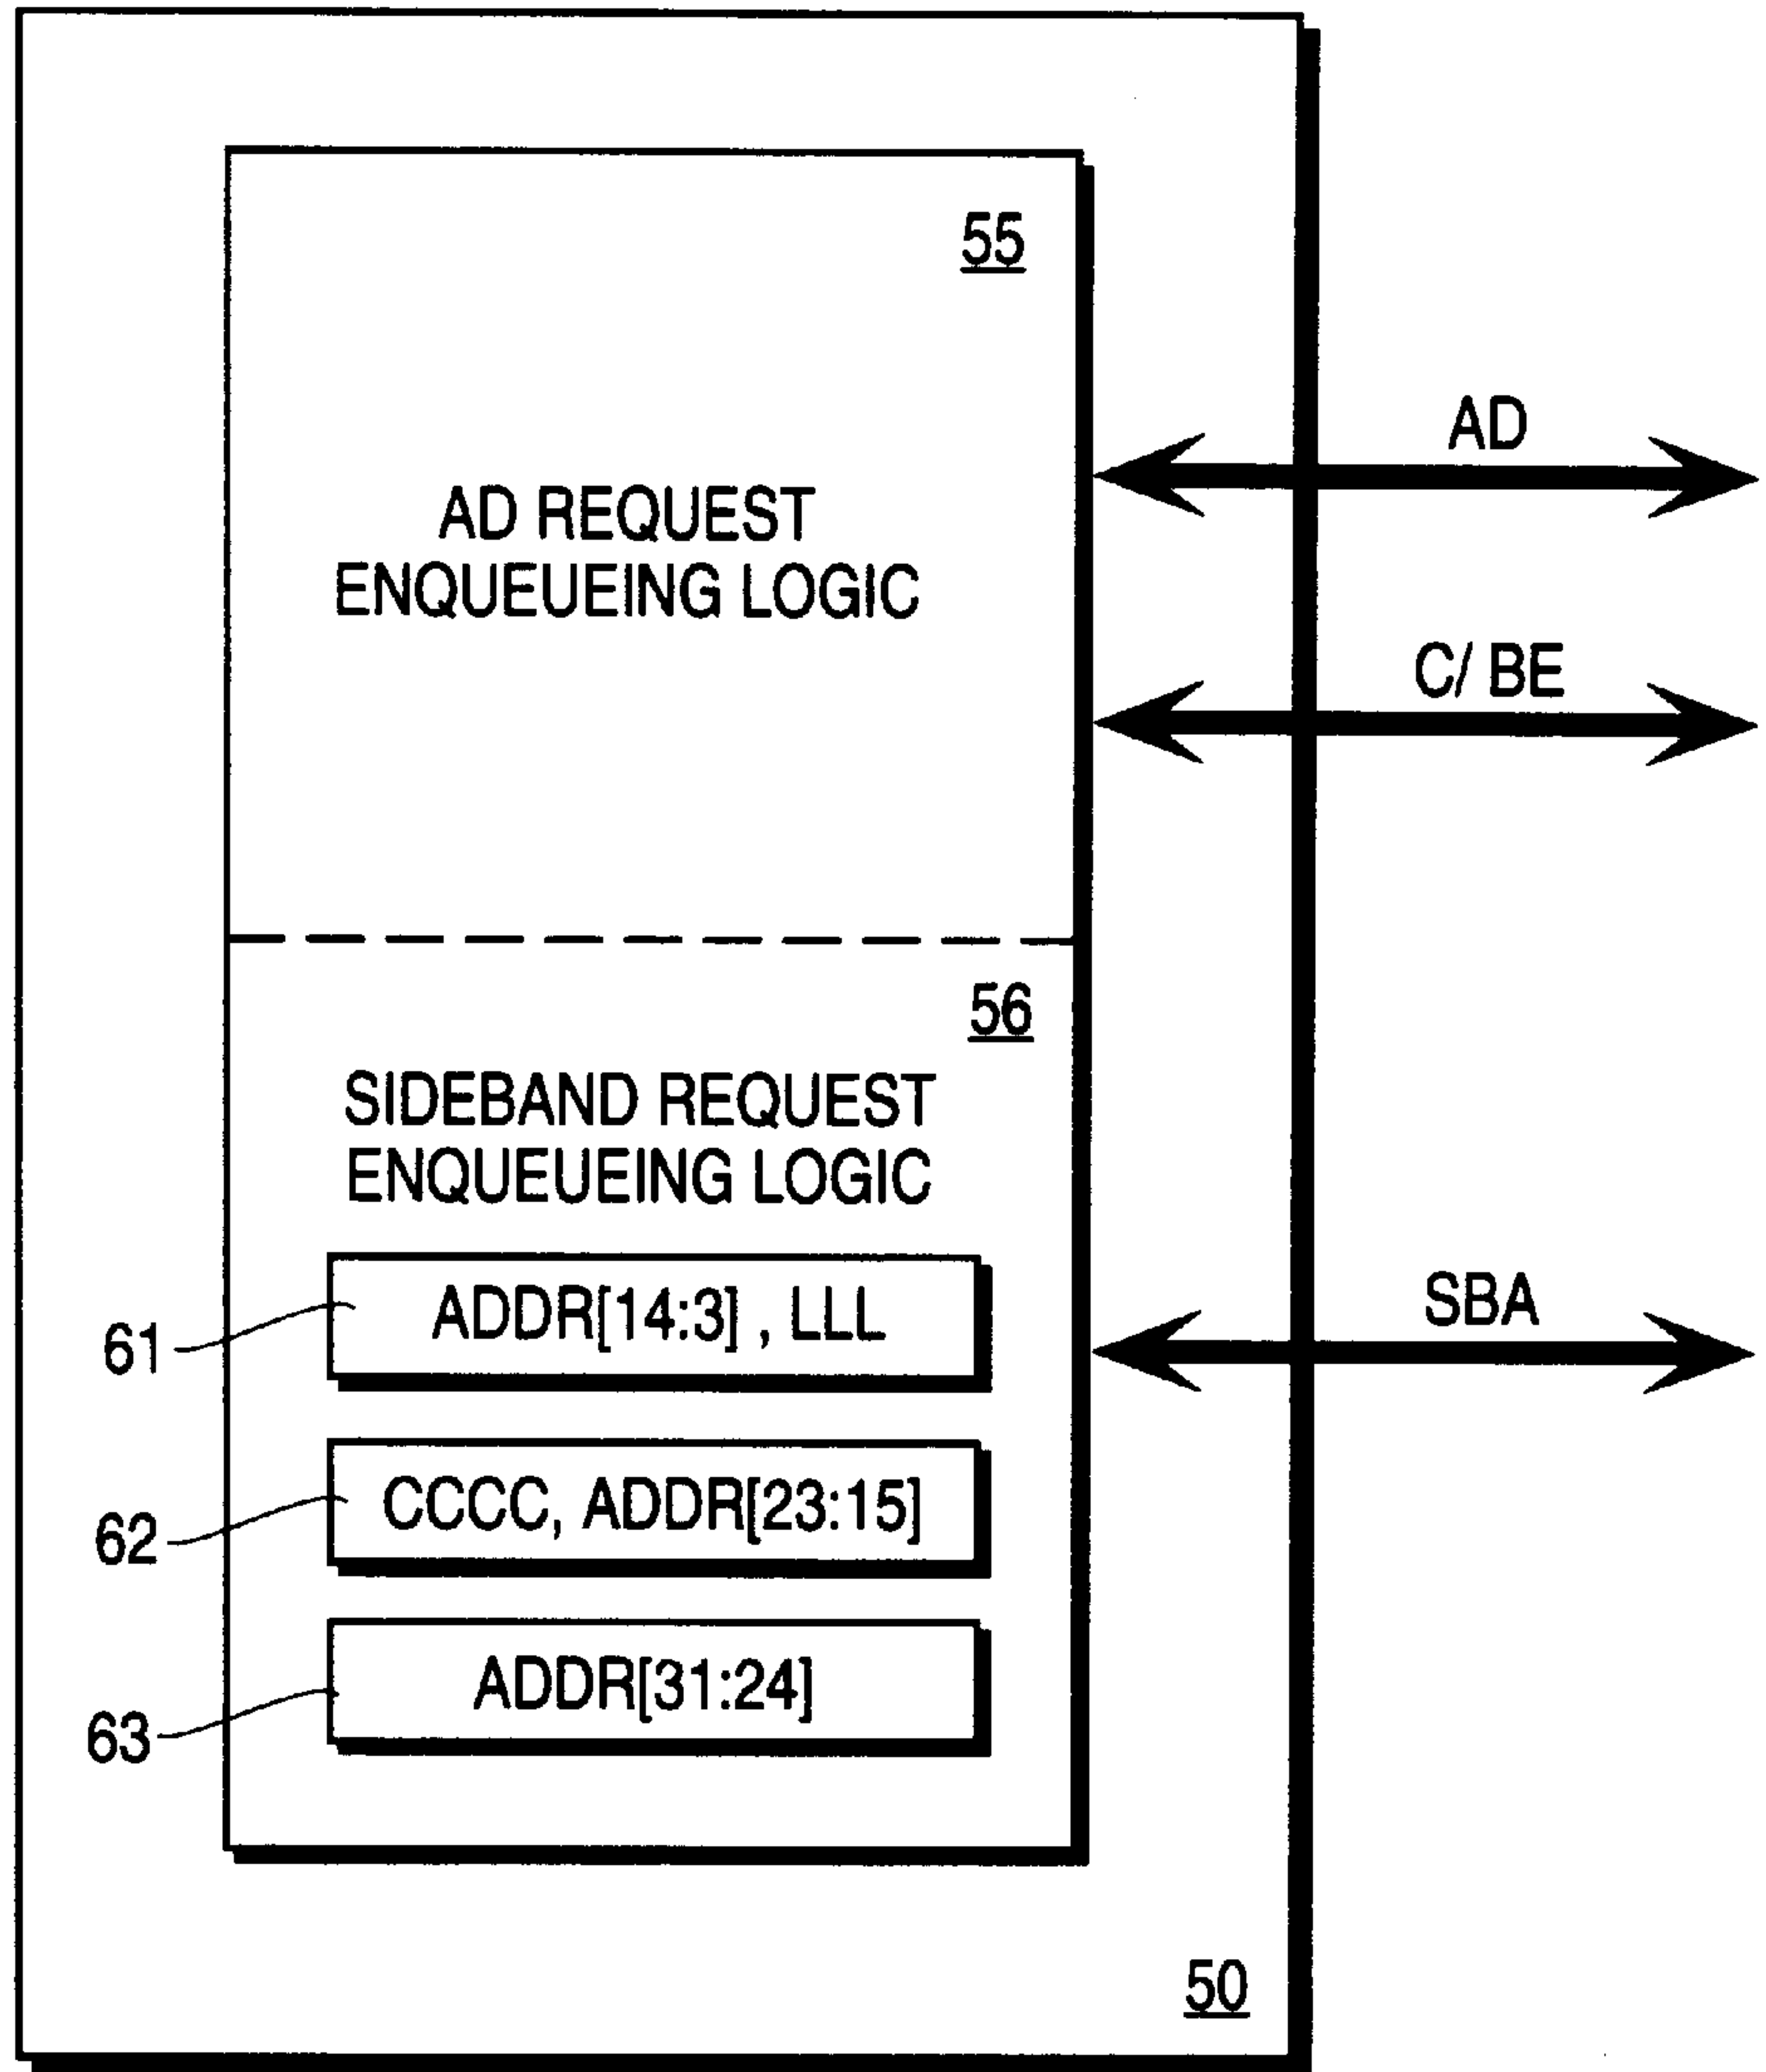 55
AD
AD REQUEST
ENQUEUEING LOGIC
C/ BE
56
SIDEBAND REQUEST
ENQUEUEING LOGIC
61
ADDR[14:3] , LLL
SBA
62
CCCC, ADDR[23:15]
63
ADDR[31:24]
50